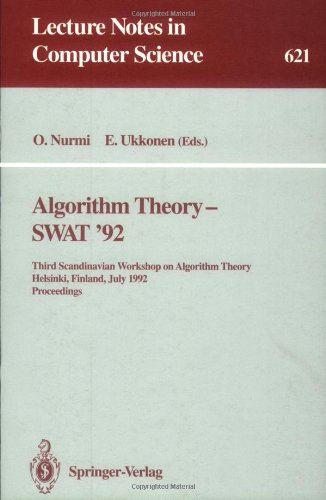 Lecture Notes in
Computer Science
621
O. Nurmi E. Ukkonen (Eds.)
Algorithm Theory –
SWAT '92
Third Scandinavian Workshop on Algorithm Theory
Helsinki, Finland, July 1992
Proceedings
Springer-Verlag